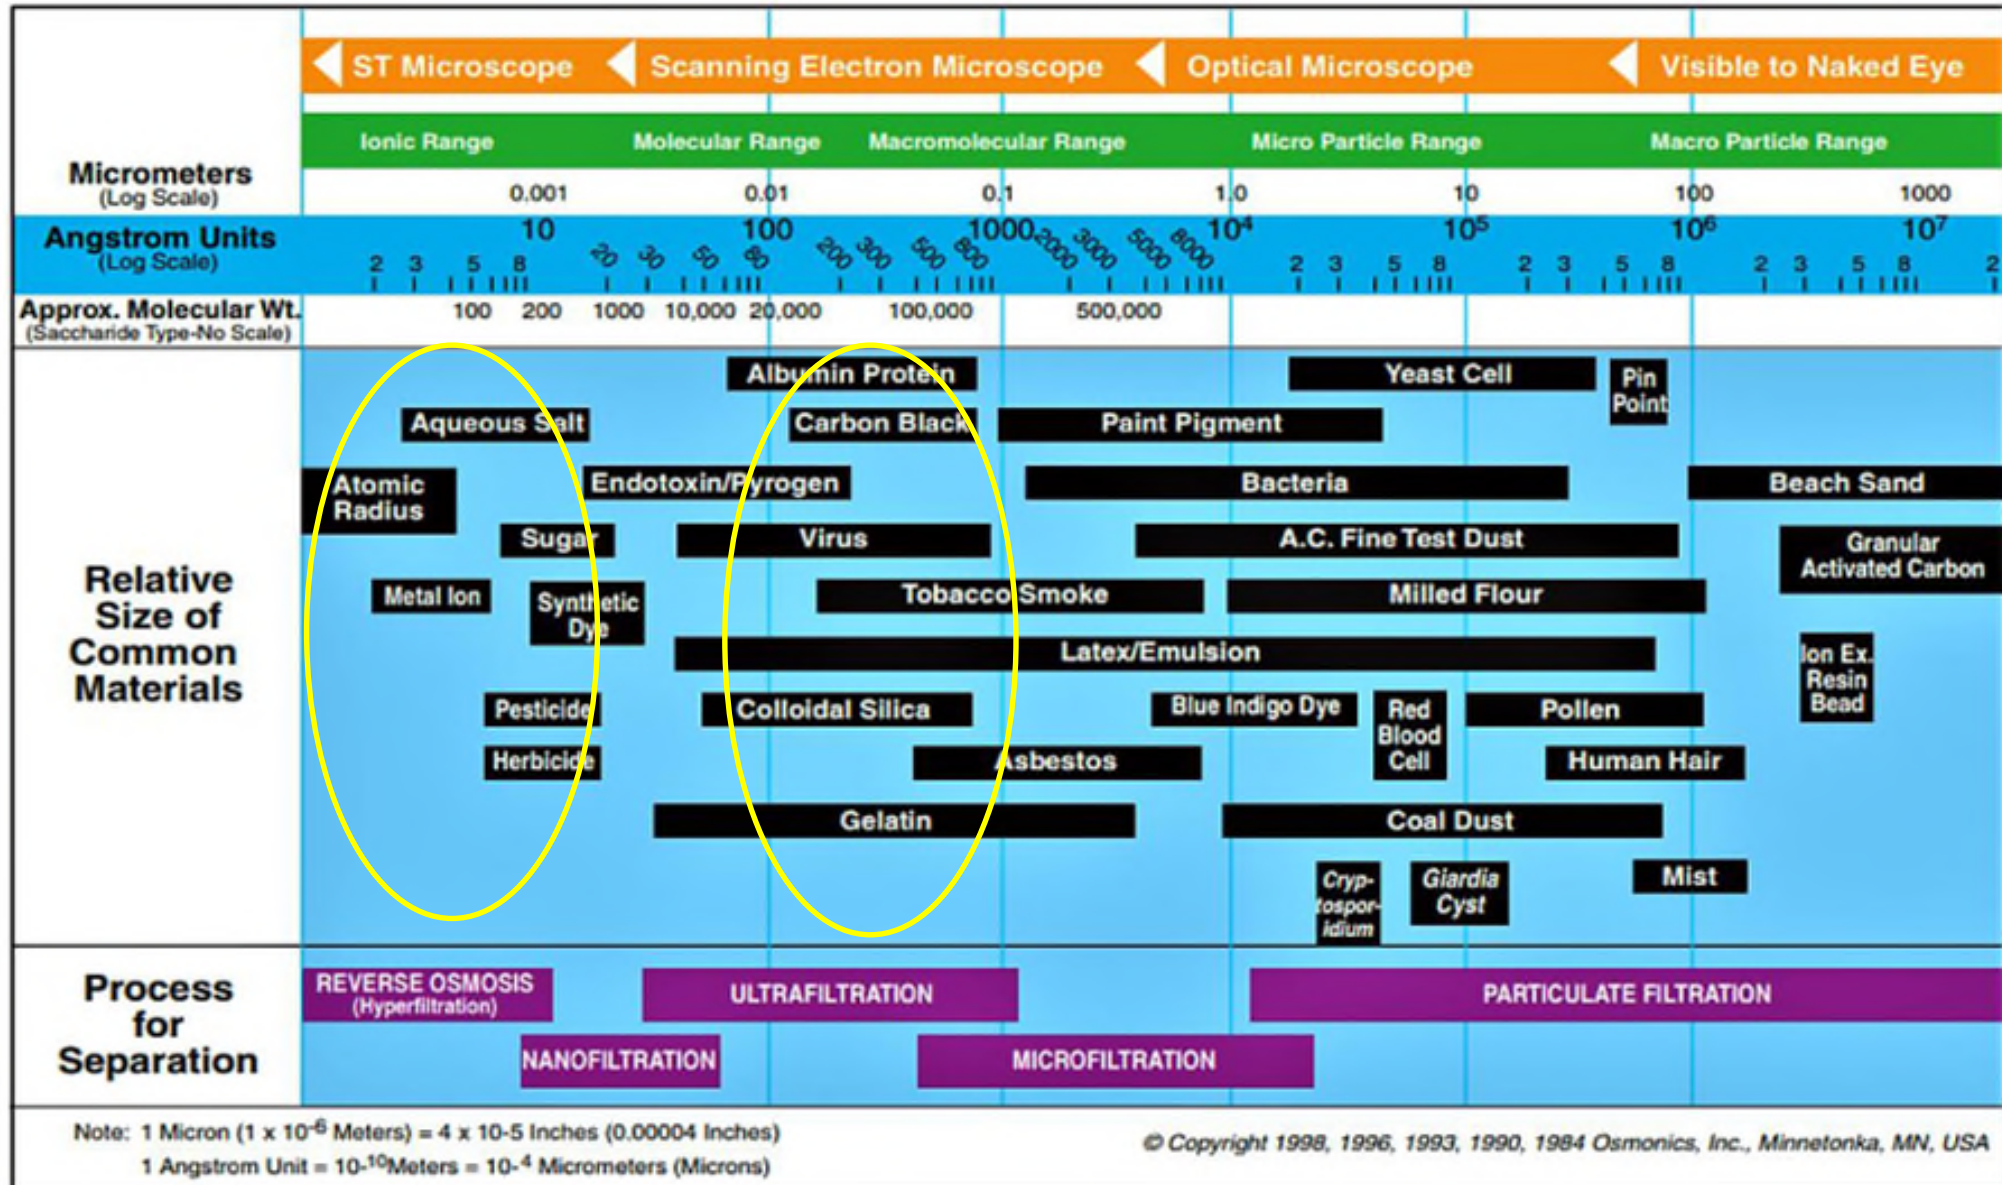 ST Microscope Scanning Electron Microscope Optical Microscope Visible to Naked Eye
Ionic Range Molecular Range Macromolecular Range Micro Particle Range Macro Particle Range
Micrometers
(Log Scale)
0.001 0.01 0.1 1.0 10 100 1000
Angstrom Units
(Log Scale)
10 100 1000 10⁴ 10⁵ 10⁶ 10⁷
2 3 5 8 20 30 50 80 200 300 500 800 2000 3000 5000 8000 2 3 5 8 2 3 5 8 2 3 5 8 2
Approx. Molecular Wt.
(Saccharide Type-No Scale)
100 200 1000 10,000 20,000 100,000 500,000
Relative
Size of
Common
Materials
Albumin Protein Yeast Cell Pin
Point
Aqueous Salt Carbon Black Paint Pigment
Atomic
Radius
Endotoxin/Pyrogen Bacteria Beach Sand
Sugar Virus A.C. Fine Test Dust Granular
Activated Carbon
Metal Ion Synthetic
Dye
Tobacco Smoke Milled Flour
Latex/Emulsion Ion Ex.
Resin
Bead
Pesticide Colloidal Silica Blue Indigo Dye Red
Blood
Cell
Pollen
Herbicide Asbestos Human Hair
Gelatin Coal Dust
Cryp-
tospor-
idium
Giardia
Cyst
Mist
Process
for
Separation
REVERSE OSMOSIS
(Hyperfiltration)
ULTRAFILTRATION PARTICULATE FILTRATION
NANOFILTRATION MICROFILTRATION
Note: 1 Micron (1 x 10⁻⁶ Meters) = 4 x 10-5 Inches (0.00004 Inches)
1 Angstrom Unit = 10-¹⁰Meters = 10-⁴ Micrometers (Microns)
© Copyright 1998, 1996, 1993, 1990, 1984 Osmonics, Inc., Minnetonka, MN, USA